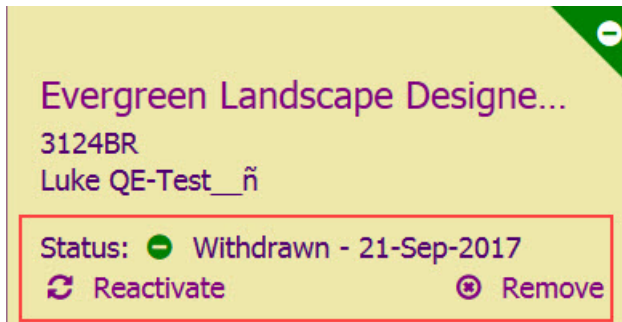 Evergreen Landscape Designe...
3124BR
Luke QE-Test__ñ
Status: Withdrawn - 21-Sep-2017
Reactivate Remove